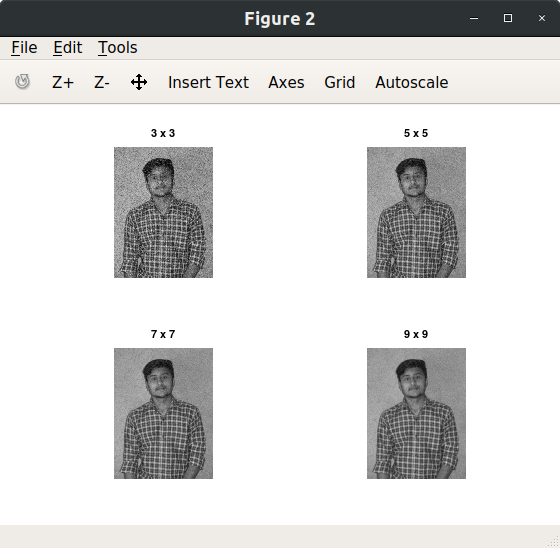 Figure 2
File Edit Tools
Z+ Z- Insert Text Axes Grid Autoscale
3 x 3 5 x 5
7 x 7 9 x 9